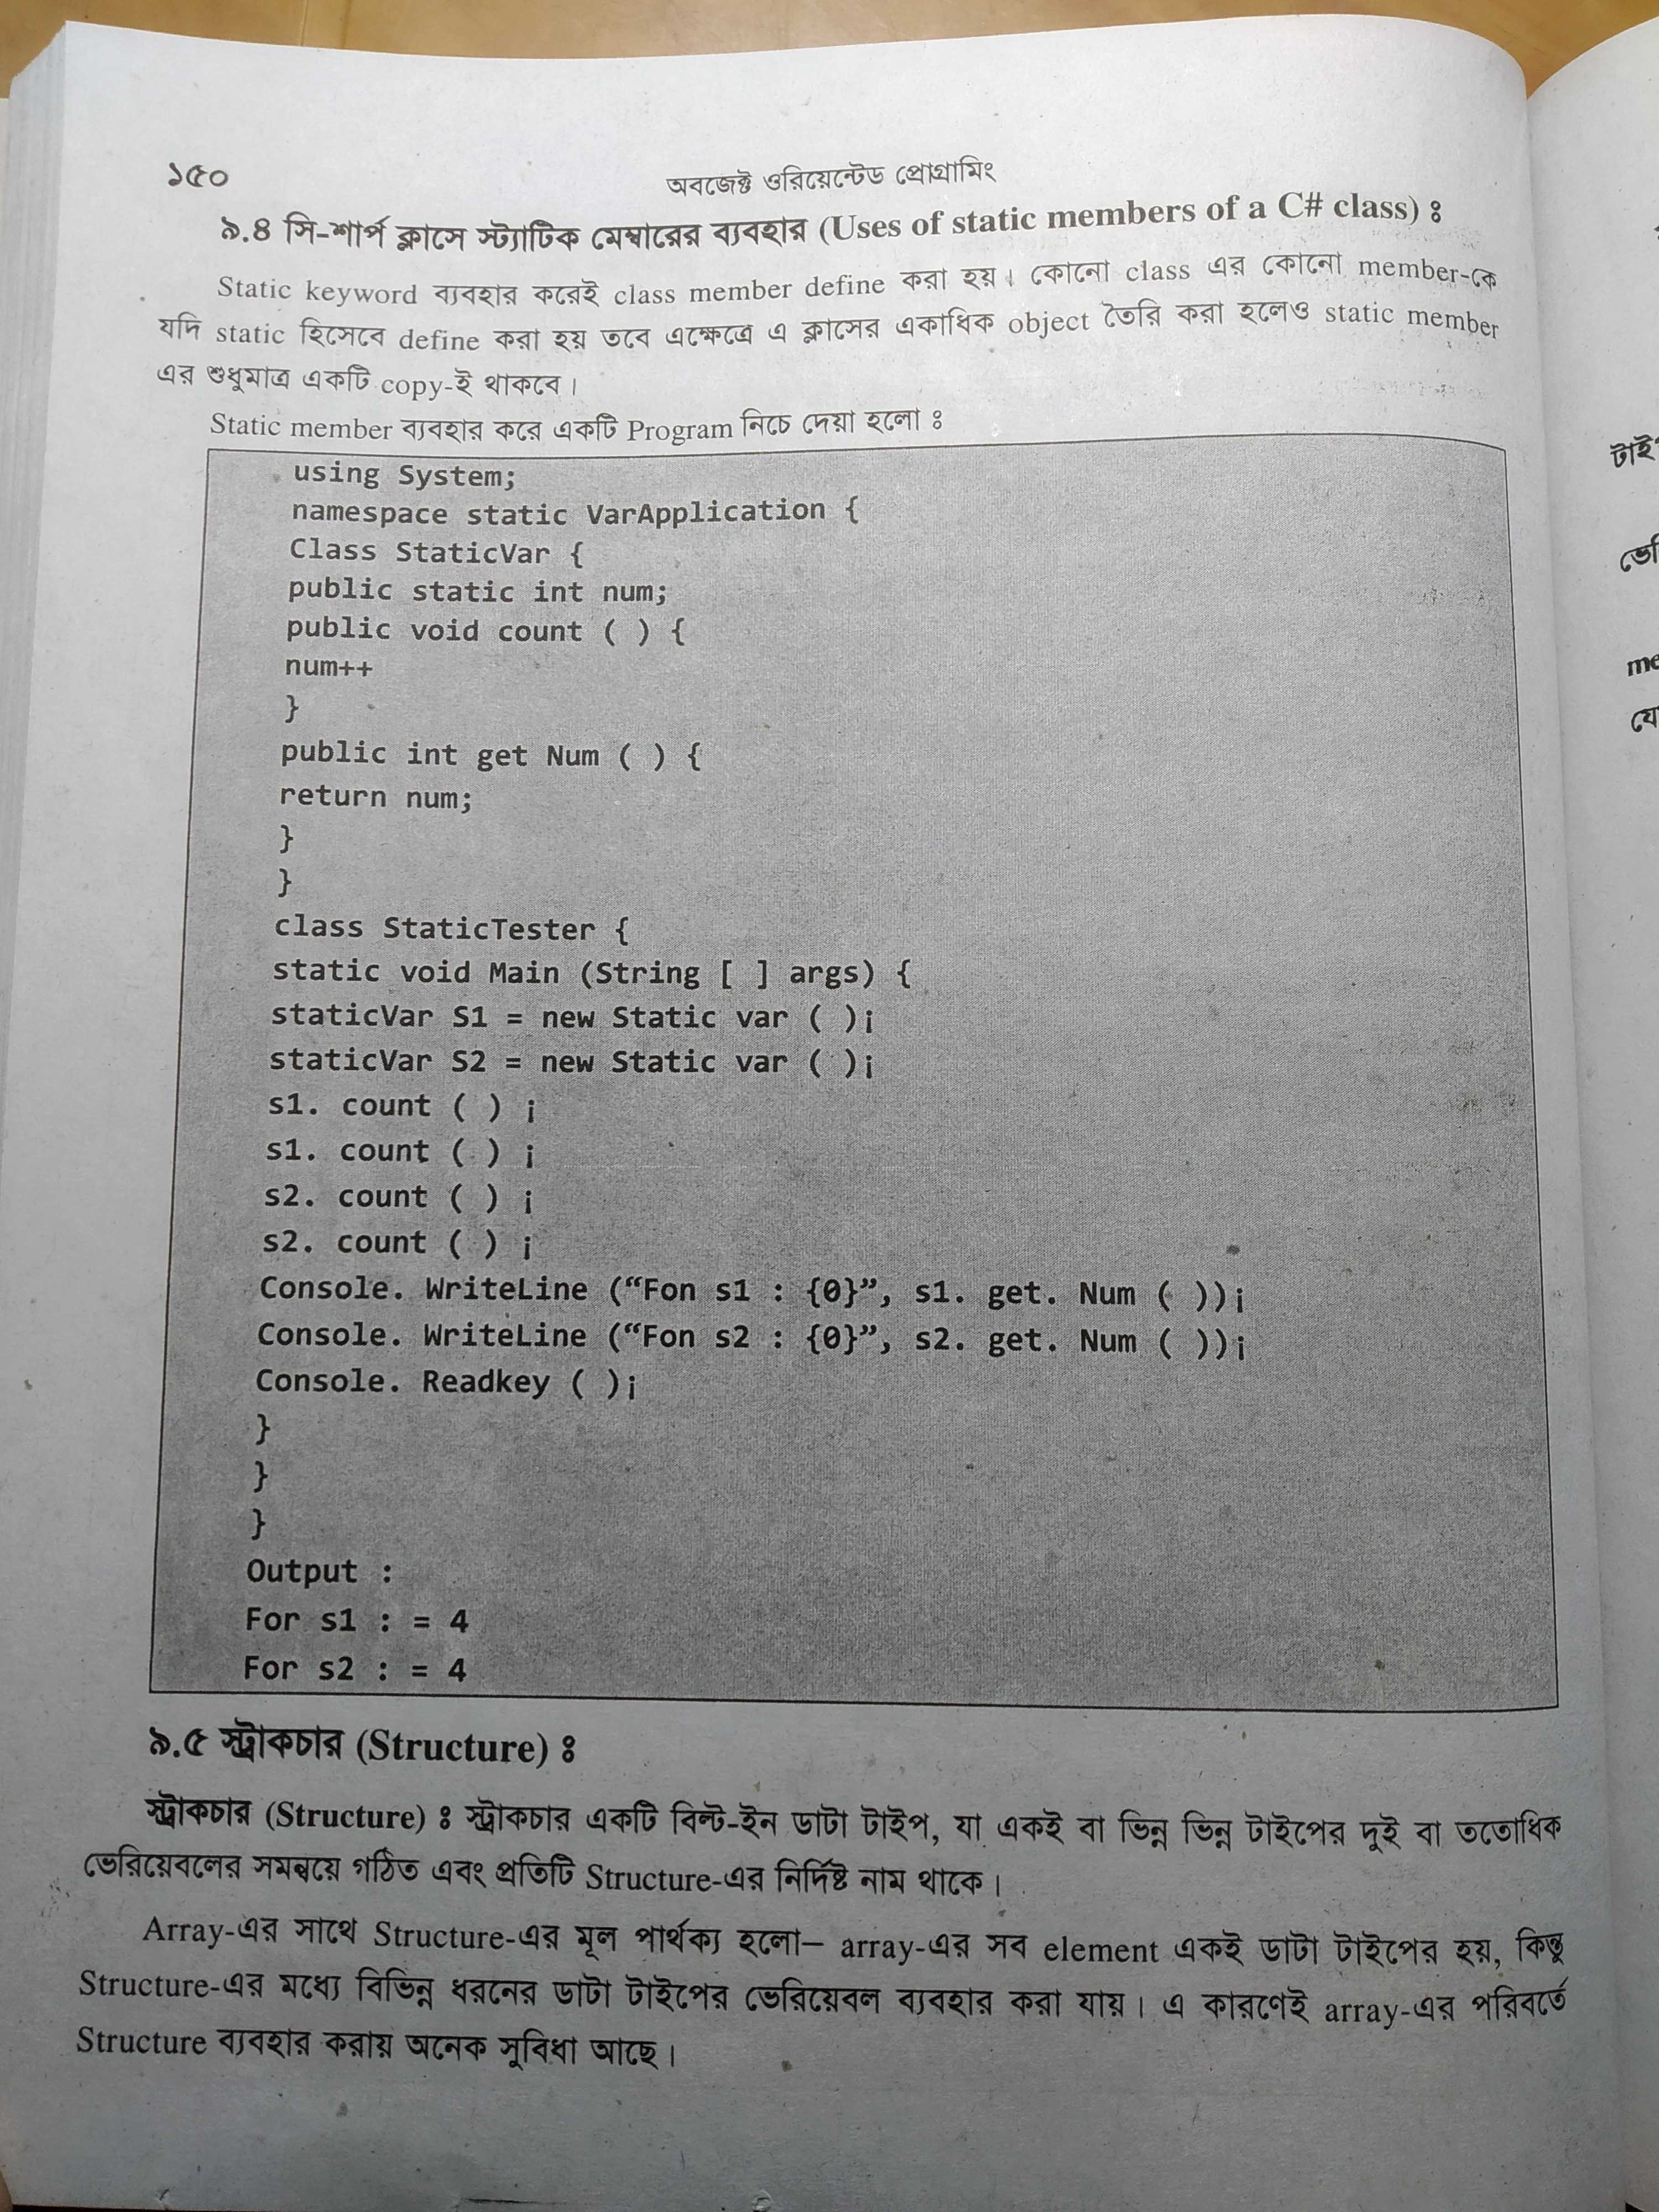 ১৫০
অবজেক্ট ওরিয়েন্টেড প্রোগ্রামিং
৯.৪ সি-শার্প ক্লাসে স্ট্যাটিক মেম্বারের ব্যবহার (Uses of static members of a C# class) ঃ
Static keyword ব্যবহার করেই class member define করা হয়। কোনো class এর কোনো member-কে
যদি static হিসেবে define করা হয় তবে এক্ষেত্রে এ ক্লাসের একাধিক object তৈরি করা হলেও static member
এর শুধুমাত্র একটি copy-ই থাকবে।
Static member ব্যবহার করে একটি Program নিচে দেয়া হলো ঃ
using System;
namespace static VarApplication {
Class StaticVar {
public static int num;
public void count ( ) {
num++
}
public int get Num ( ) {
return num;
}
}
class StaticTester {
static void Main (String [ ] args) {
staticVar S1 = new Static var ( )¡
staticVar S2 = new Static var ( )¡
s1. count ( ) ¡
s1. count ( ) ¡
s2. count ( ) ¡
s2. count ( ) ¡
Console. WriteLine (“Fon s1 : {0}”, s1. get. Num ( ))¡
Console. WriteLine (“Fon s2 : {0}”, s2. get. Num ( ))¡
Console. Readkey ( )¡
}
}
}
Output :
For s1 : = 4
For s2 : = 4
৯.৫ স্ট্রাকচার (Structure) ঃ
স্ট্রাকচার (Structure) ঃ স্ট্রাকচার একটি বিল্ট-ইন ডাটা টাইপ, যা একই বা ভিন্ন ভিন্ন টাইপের দুই বা ততোধিক
ভেরিয়েবলের সমন্বয়ে গঠিত এবং প্রতিটি Structure-এর নির্দিষ্ট নাম থাকে।
Array-এর সাথে Structure-এর মূল পার্থক্য হলো– array-এর সব element একই ডাটা টাইপের হয়, কিন্তু
Structure-এর মধ্যে বিভিন্ন ধরনের ডাটা টাইপের ভেরিয়েবল ব্যবহার করা যায়। এ কারণেই array-এর পরিবর্তে
Structure ব্যবহার করায় অনেক সুবিধা আছে।